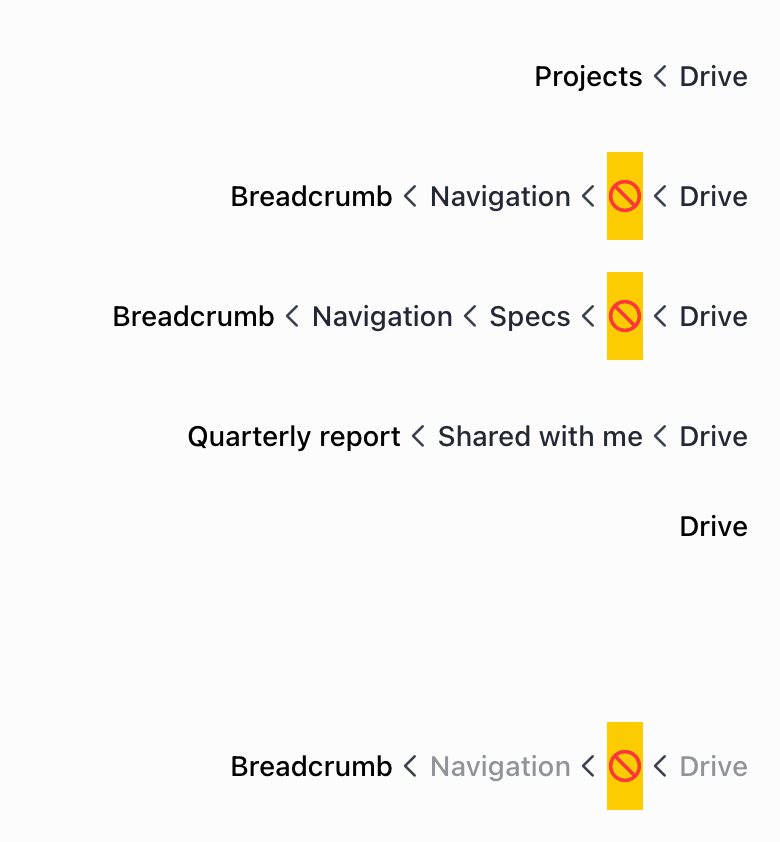 Projects < Drive
Breadcrumb < Navigation < 🚫 < Drive
Breadcrumb < Navigation < Specs < 🚫 < Drive
Quarterly report < Shared with me < Drive
Drive
Breadcrumb < Navigation < 🚫 < Drive